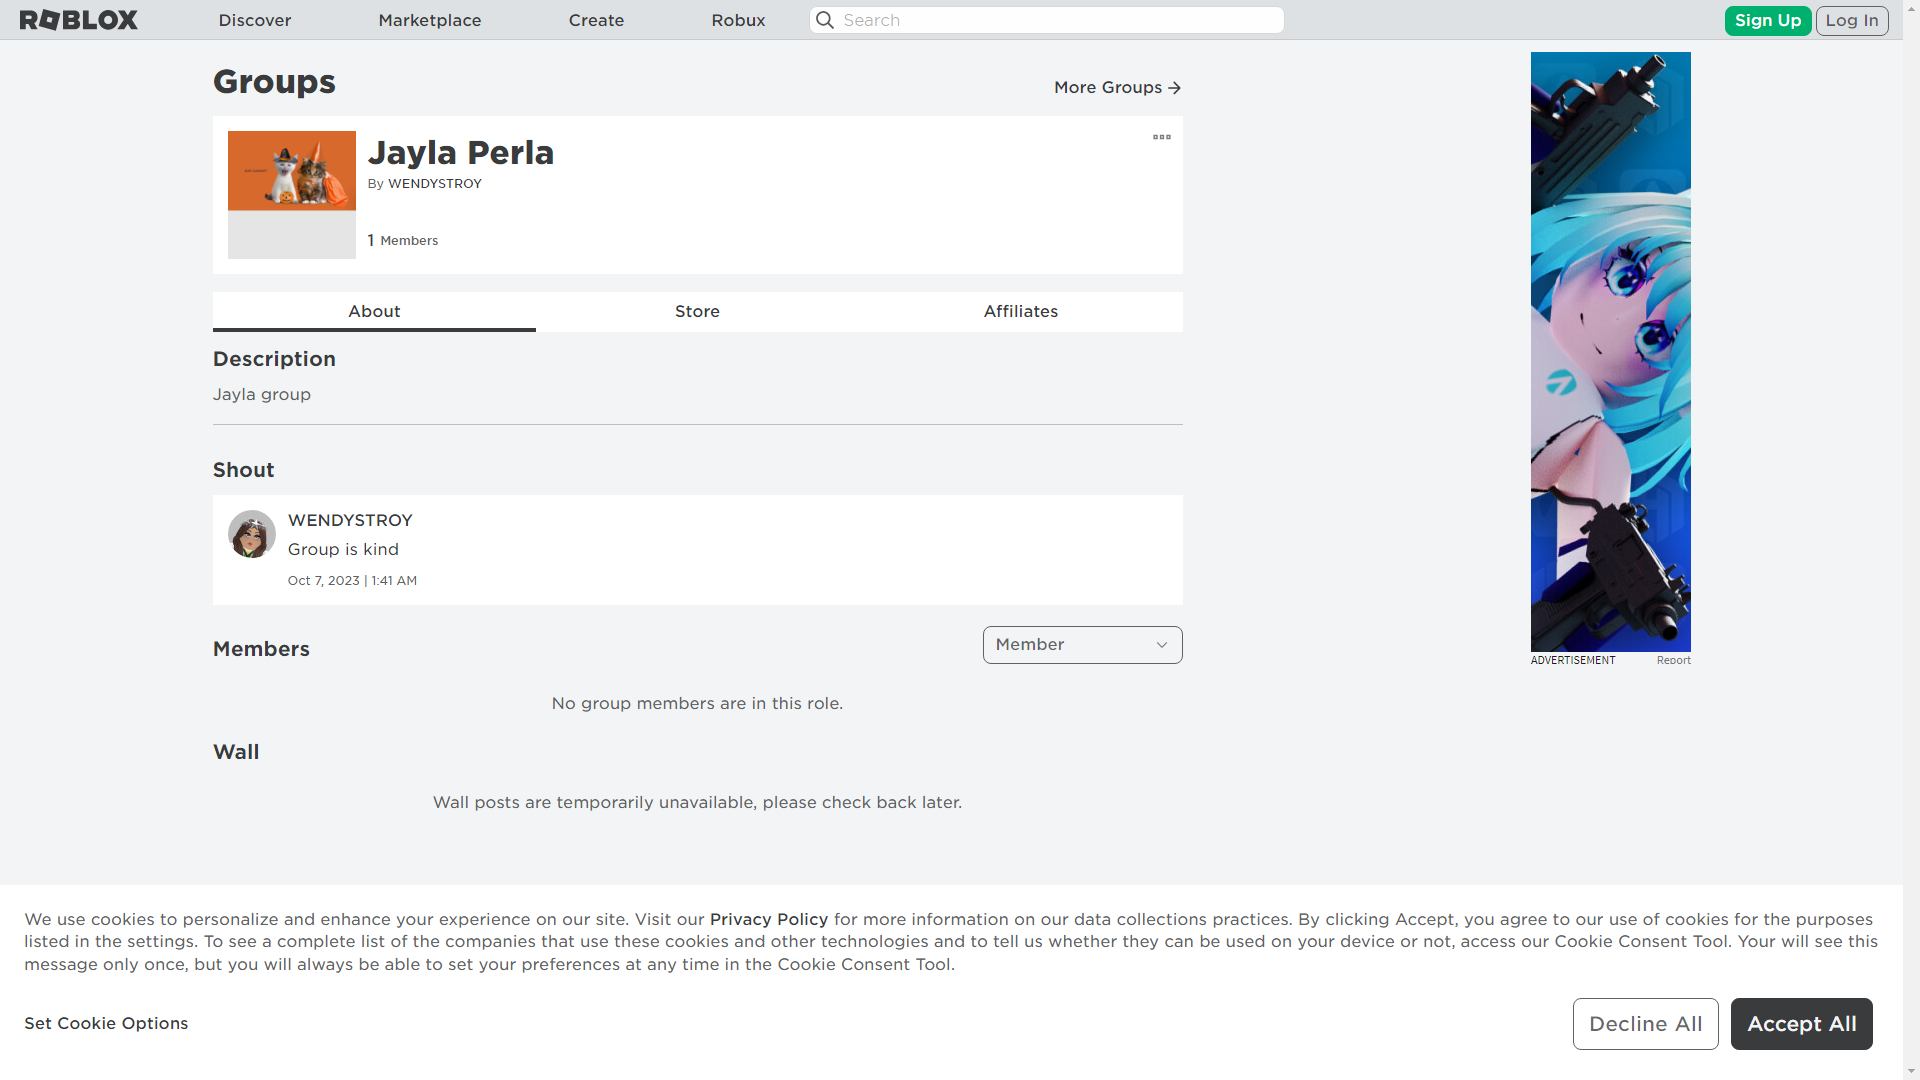 ROBLOX
Discover
Marketplace
Create
Robux
Search
Sign Up
Log In
Groups
More Groups
Jayla Perla
By WENDYSTROY
1 Members
About
Store
Affiliates
Description
Jayla group
Shout
WENDYSTROY
Group is kind
Oct 7, 2023 | 1:41 AM
Members
Member
No group members are in this role.
Wall
Wall posts are temporarily unavailable, please check back later.
ADVERTISEMENT
Report
We use cookies to personalize and enhance your experience on our site. Visit our Privacy Policy for more information on our data collections practices. By clicking Accept, you agree to our use of cookies for the purposes
listed in the settings. To see a complete list of the companies that use these cookies and other technologies and to tell us whether they can be used on your device or not, access our Cookie Consent Tool. Your will see this
message only once, but you will always be able to set your preferences at any time in the Cookie Consent Tool.
Set Cookie Options
Decline All
Accept All